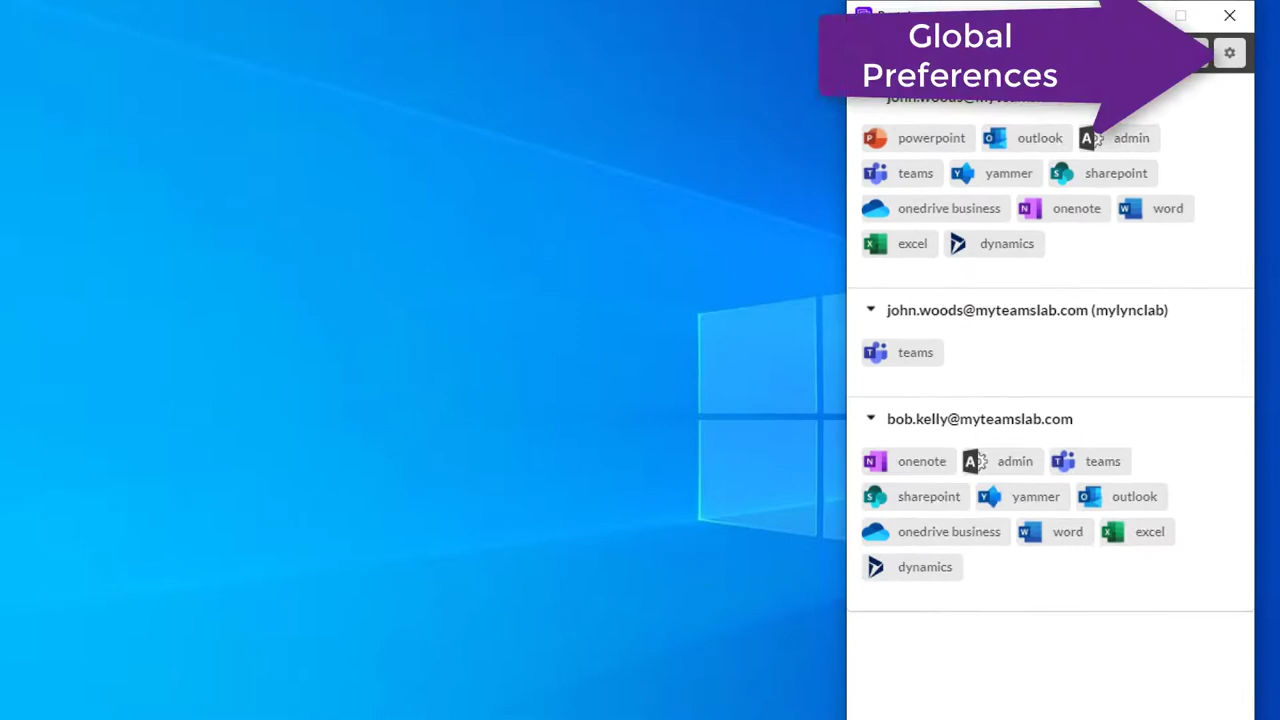 Global
Preferences
powerpoint outlook admin
teams yammer sharepoint
onedrive business onenote word
excel dynamics
john.woods@myteamslab.com (mylynclab)
teams
bob.kelly@myteamslab.com
onenote admin teams
sharepoint yammer outlook
onedrive business word excel
dynamics